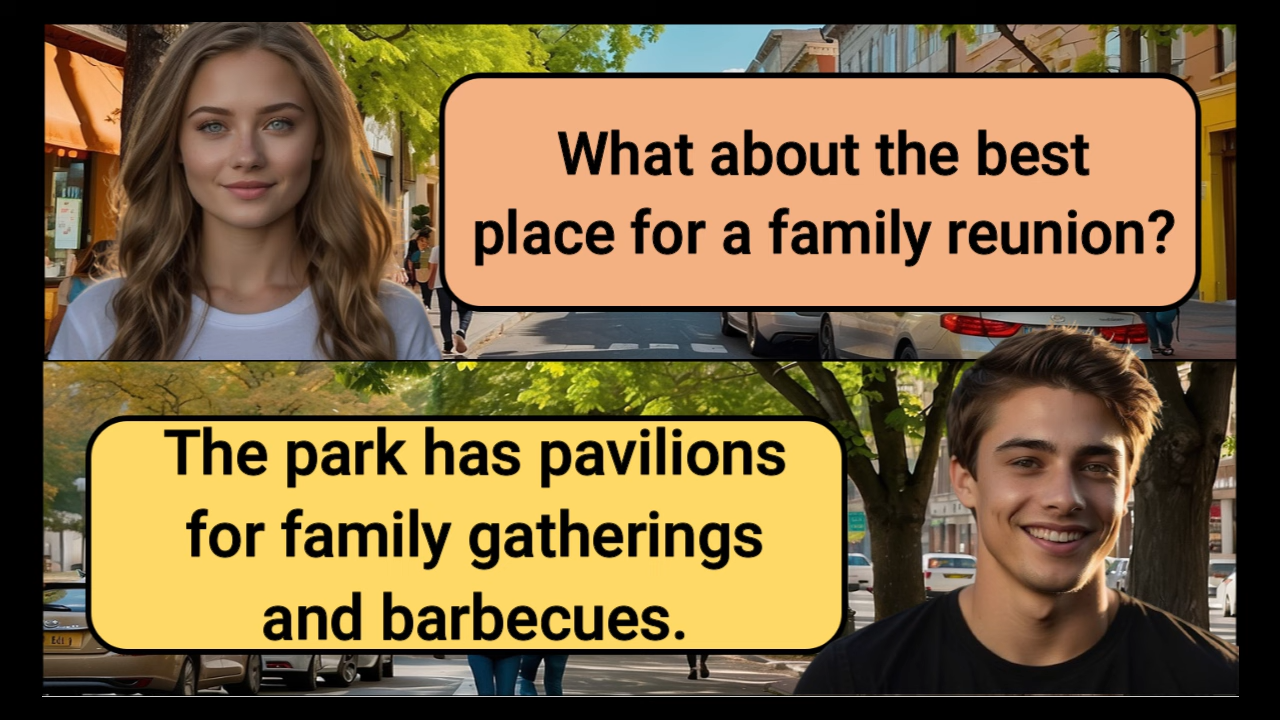 What about the best
place for a family reunion?
The park has pavilions
for family gatherings
and barbecues.